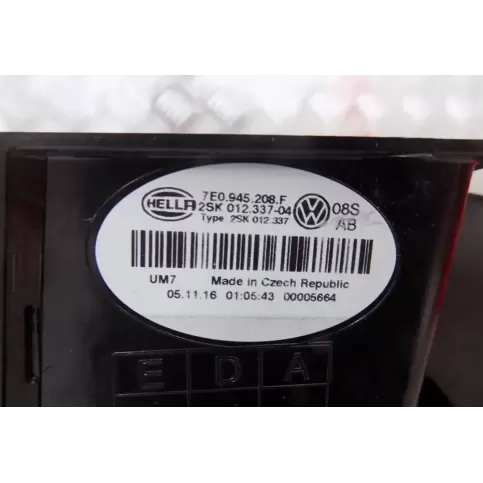 7E0.945.208.F
HELLA 2SK 012.337-04 08S
Type 2SK 012.337 AB
UM7 Made in Czech Republic
05.11.16 01:05:43 00005664
E D A